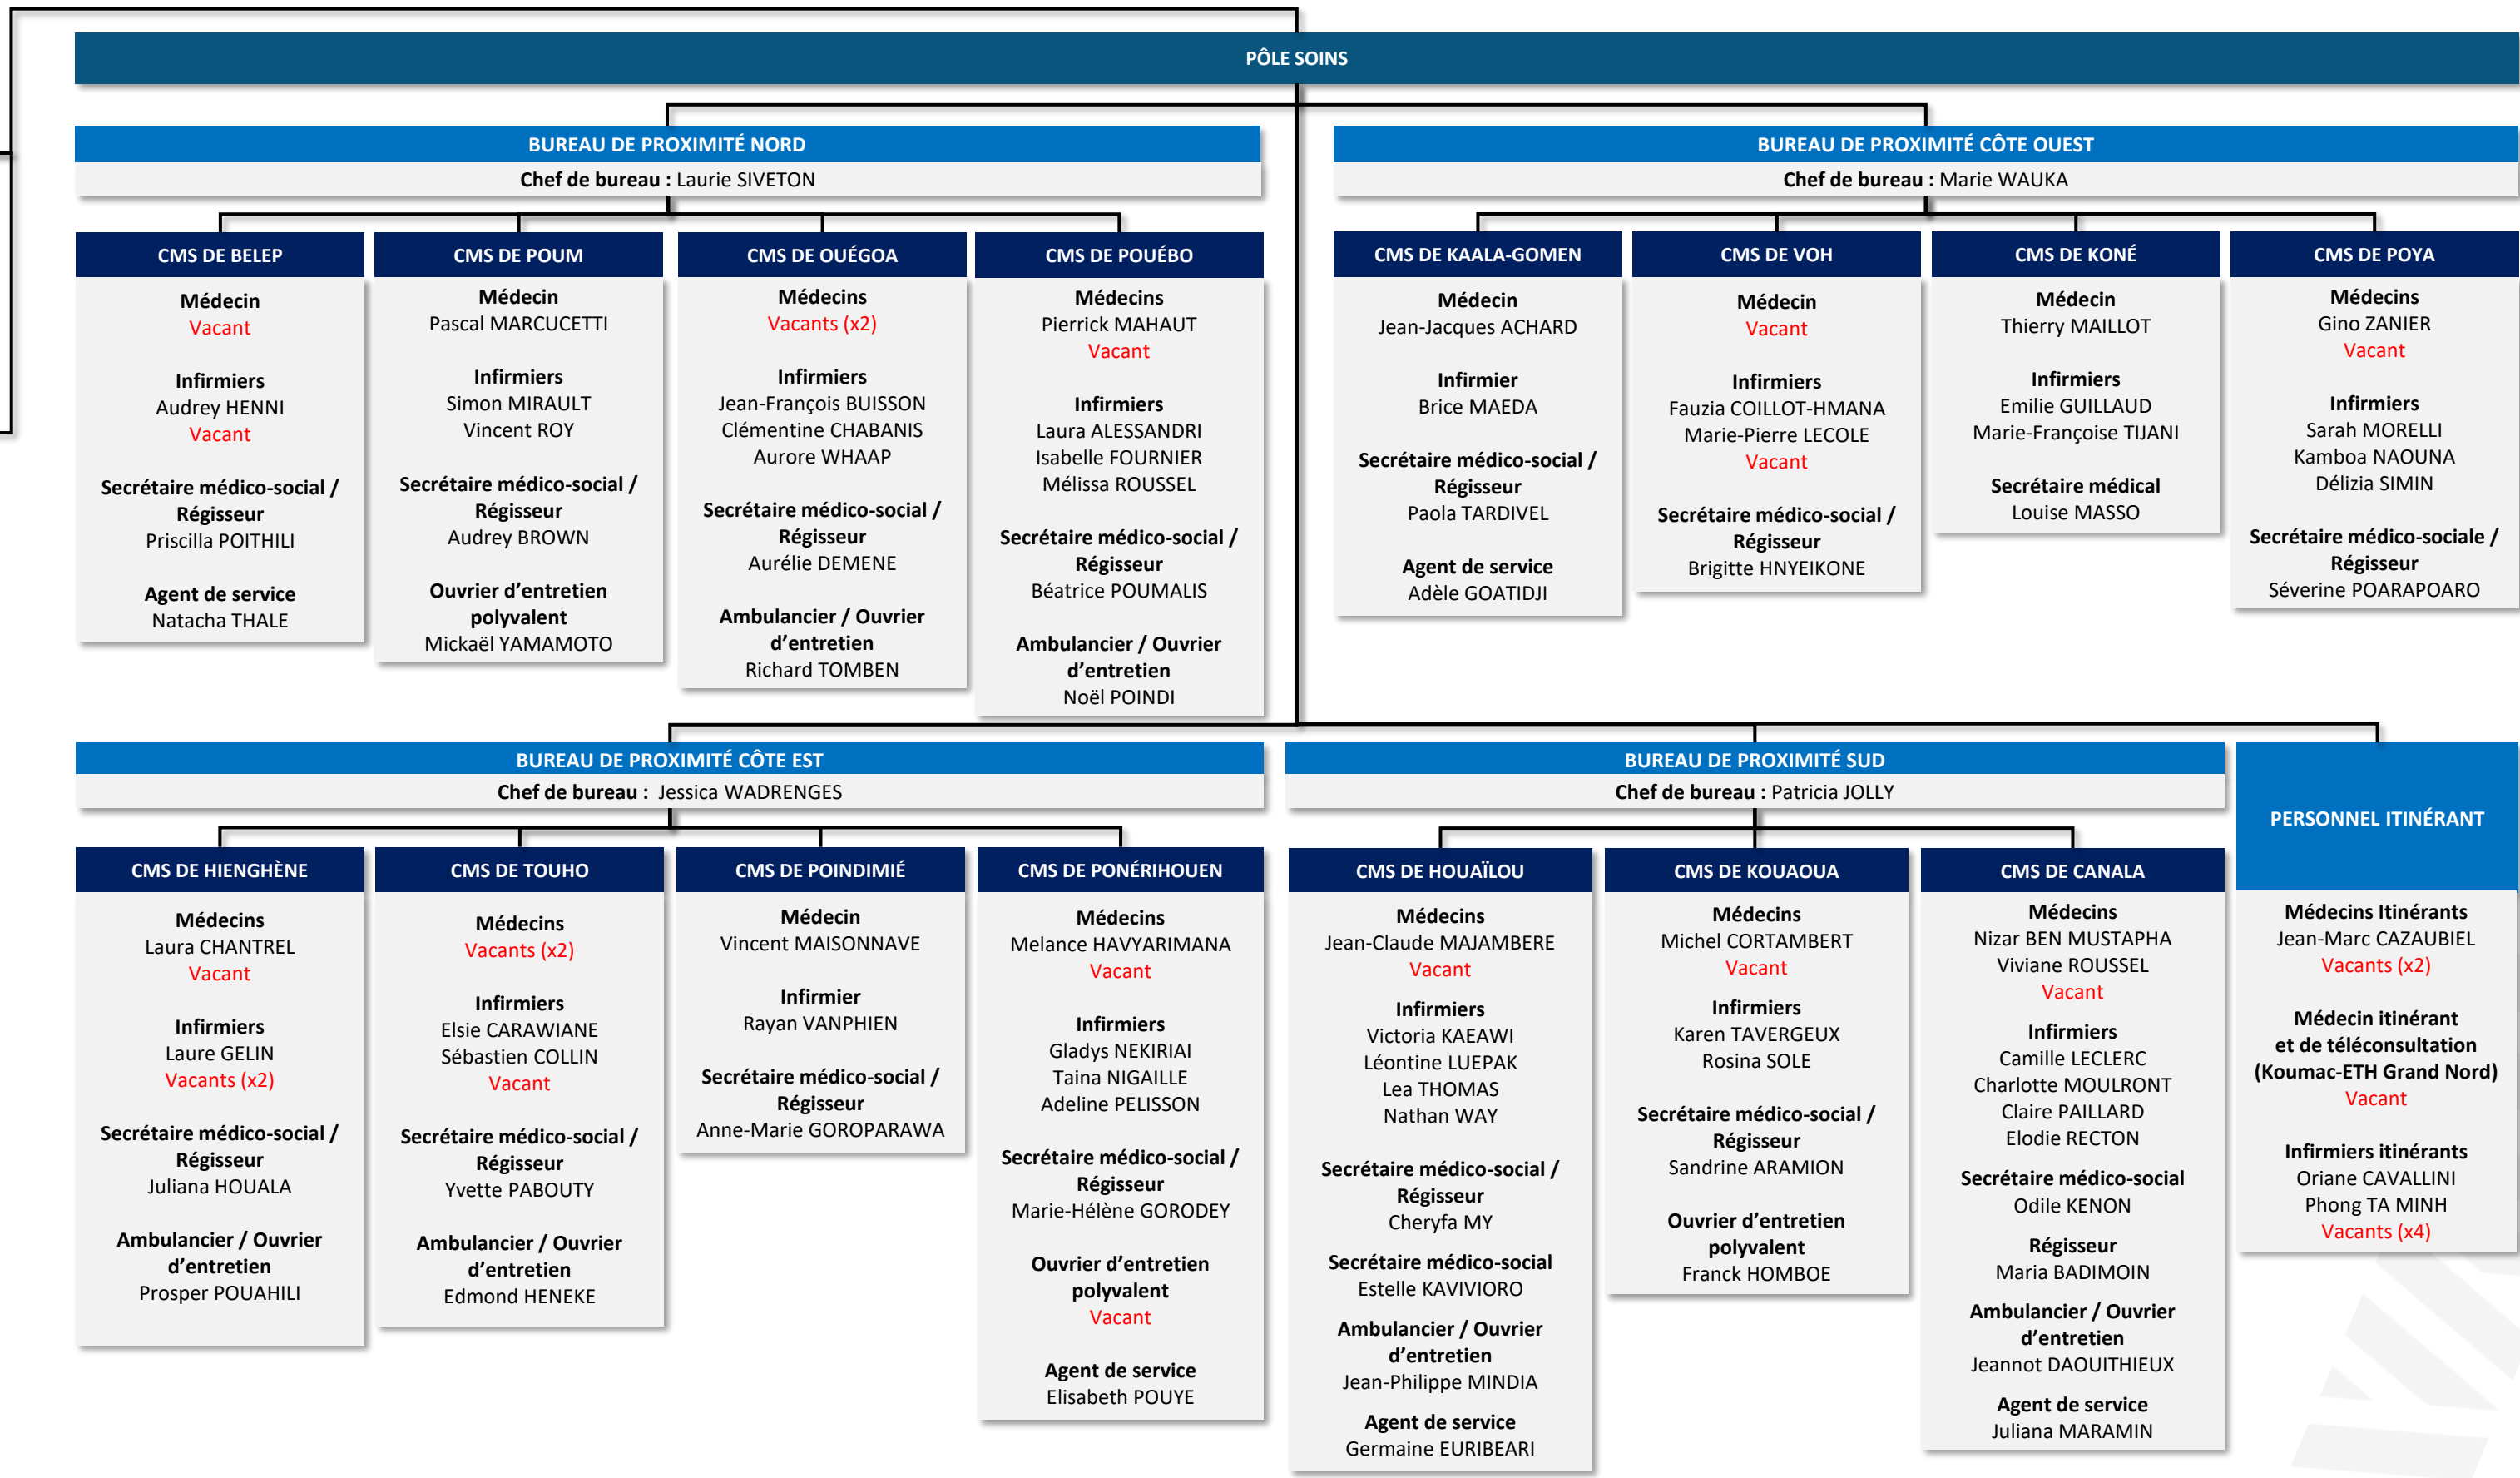 PÔLE SOINS
BUREAU DE PROXIMITÉ NORD
Chef de bureau : Laurie SIVETON
CMS DE BELEP
Médecin
Vacant
Infirmiers
Audrey HENNI
Vacant
Secrétaire médico-social /
Régisseur
Priscilla POITHILI
Agent de service
Natacha THALE
CMS DE POUM
Médecin
Pascal MARCUCETTI
Infirmiers
Simon MIRAULT
Vincent ROY
Secrétaire médico-social /
Régisseur
Audrey BROWN
Ouvrier d’entretien
polyvalent
Mickaël YAMAMOTO
CMS DE OUÉGOA
Médecins
Vacants (x2)
Infirmiers
Jean-François BUISSON
Clémentine CHABANIS
Aurore WHAAP
Secrétaire médico-social /
Régisseur
Aurélie DEMENE
Ambulancier / Ouvrier
d’entretien
Richard TOMBEN
CMS DE POUÉBO
Médecins
Pierrick MAHAUT
Vacant
Infirmiers
Laura ALESSANDRI
Isabelle FOURNIER
Mélissa ROUSSEL
Secrétaire médico-social /
Régisseur
Béatrice POUMALIS
Ambulancier / Ouvrier
d’entretien
Noël POINDI
BUREAU DE PROXIMITÉ CÔTE OUEST
Chef de bureau : Marie WAUKA
CMS DE KAALA-GOMEN
Médecin
Jean-Jacques ACHARD
Infirmier
Brice MAEDA
Secrétaire médico-social /
Régisseur
Paola TARDIVEL
Agent de service
Adèle GOATIDJI
CMS DE VOH
Médecin
Vacant
Infirmiers
Fauzia COILLOT-HMANA
Marie-Pierre LECOLE
Vacant
Secrétaire médico-social /
Régisseur
Brigitte HNYEIKONE
CMS DE KONÉ
Médecin
Thierry MAILLOT
Infirmiers
Emilie GUILLAUD
Marie-Françoise TIJANI
Secrétaire médical
Louise MASSO
CMS DE POYA
Médecins
Gino ZANIER
Vacant
Infirmiers
Sarah MORELLI
Kamboa NAOUNA
Délizia SIMIN
Secrétaire médico-sociale /
Régisseur
Séverine POARAPOARO
BUREAU DE PROXIMITÉ CÔTE EST
Chef de bureau : Jessica WADRENGES
CMS DE HIENGHÈNE
Médecins
Laura CHANTREL
Vacant
Infirmiers
Laure GELIN
Vacants (x2)
Secrétaire médico-social /
Régisseur
Juliana HOUALA
Ambulancier / Ouvrier
d’entretien
Prosper POUAHILI
CMS DE TOUHO
Médecins
Vacants (x2)
Infirmiers
Elsie CARAWIANE
Sébastien COLLIN
Vacant
Secrétaire médico-social /
Régisseur
Yvette PABOUTY
Ambulancier / Ouvrier
d’entretien
Edmond HENEKE
CMS DE POINDIMIÉ
Médecin
Vincent MAISONNAVE
Infirmier
Rayan VANPHIEN
Secrétaire médico-social /
Régisseur
Anne-Marie GOROPARAWA
CMS DE PONÉRIHOUEN
Médecins
Melance HAVYARIMANA
Vacant
Infirmiers
Gladys NEKIRIAI
Taina NIGAILLE
Adeline PELISSON
Secrétaire médico-social /
Régisseur
Marie-Hélène GORODEY
Ouvrier d’entretien
polyvalent
Vacant
Agent de service
Elisabeth POUYE
BUREAU DE PROXIMITÉ SUD
Chef de bureau : Patricia JOLLY
CMS DE HOUAÏLOU
Médecins
Jean-Claude MAJAMBERE
Vacant
Infirmiers
Victoria KAEAWI
Léontine LUEPAK
Lea THOMAS
Nathan WAY
Secrétaire médico-social /
Régisseur
Cheryfa MY
Secrétaire médico-social
Estelle KAVIVIORO
Ambulancier / Ouvrier
d’entretien
Jean-Philippe MINDIA
Agent de service
Germaine EURIBEARI
CMS DE KOUAOUA
Médecins
Michel CORTAMBERT
Vacant
Infirmiers
Karen TAVERGEUX
Rosina SOLE
Secrétaire médico-social /
Régisseur
Sandrine ARAMION
Ouvrier d’entretien
polyvalent
Franck HOMBOE
CMS DE CANALA
Médecins
Nizar BEN MUSTAPHA
Viviane ROUSSEL
Vacant
Infirmiers
Camille LECLERC
Charlotte MOULRONT
Claire PAILLARD
Elodie RECTON
Secrétaire médico-social
Odile KENON
Régisseur
Maria BADIMOIN
Ambulancier / Ouvrier
d’entretien
Jeannot DAOUITHIEUX
Agent de service
Juliana MARAMIN
PERSONNEL ITINÉRANT
Médecins Itinérants
Jean-Marc CAZAUBIEL
Vacants (x2)
Médecin itinérant
et de téléconsultation
(Koumac-ETH Grand Nord)
Vacant
Infirmiers itinérants
Oriane CAVALLINI
Phong TA MINH
Vacants (x4)